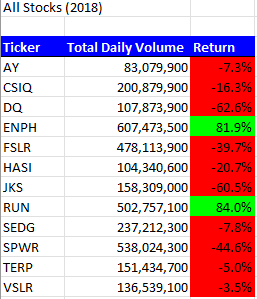 All Stocks (2018)
Ticker Total Daily Volume Return
AY 83,079,900 -7.3%
CSIQ 200,879,900 -16.3%
DQ 107,873,900 -62.6%
ENPH 607,473,500 81.9%
FSLR 478,113,900 -39.7%
HASI 104,340,600 -20.7%
JKS 158,309,000 -60.5%
RUN 502,757,100 84.0%
SEDG 237,212,300 -7.8%
SPWR 538,024,300 -44.6%
TERP 151,434,700 -5.0%
VSLR 136,539,100 -3.5%